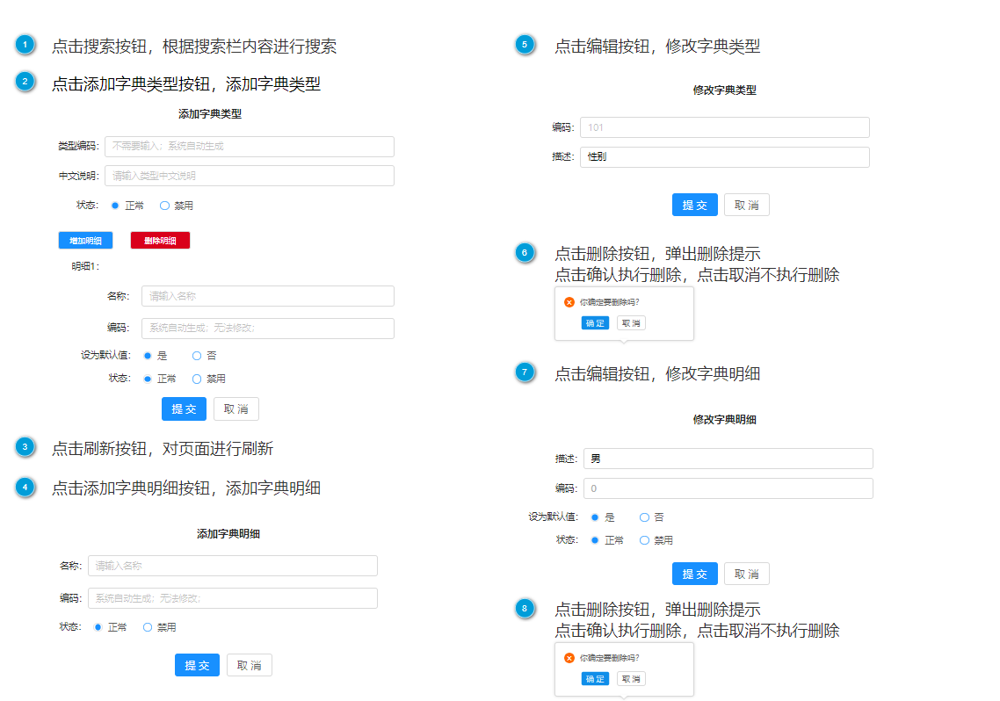 1 点击搜索按钮，根据搜索栏内容进行搜索
2 点击添加字典类型按钮，添加字典类型
添加字典类型
类型编码： 不需要输入；系统自动生成
中文说明： 请输入类型中文说明
状态： 正常 禁用
增加明细 删除明细
明细1：
名称： 请输入名称
编码： 系统自动生成；无法修改；
设为默认值： 是 否
状态： 正常 禁用
提 交 取 消
3 点击刷新按钮，对页面进行刷新
4 点击添加字典明细按钮，添加字典明细
添加字典明细
名称： 请输入名称
编码： 系统自动生成；无法修改；
状态： 正常 禁用
提 交 取 消
5 点击编辑按钮，修改字典类型
修改字典类型
编码： 101
描述： 性别
提 交 取 消
6 点击删除按钮，弹出删除提示
点击确认执行删除，点击取消不执行删除
你确定要删除吗？
确 定 取 消
7 点击编辑按钮，修改字典明细
修改字典明细
描述： 男
编码： 0
设为默认值： 是 否
状态： 正常 禁用
提 交 取 消
8 点击删除按钮，弹出删除提示
点击确认执行删除，点击取消不执行删除
你确定要删除吗？
确 定 取 消